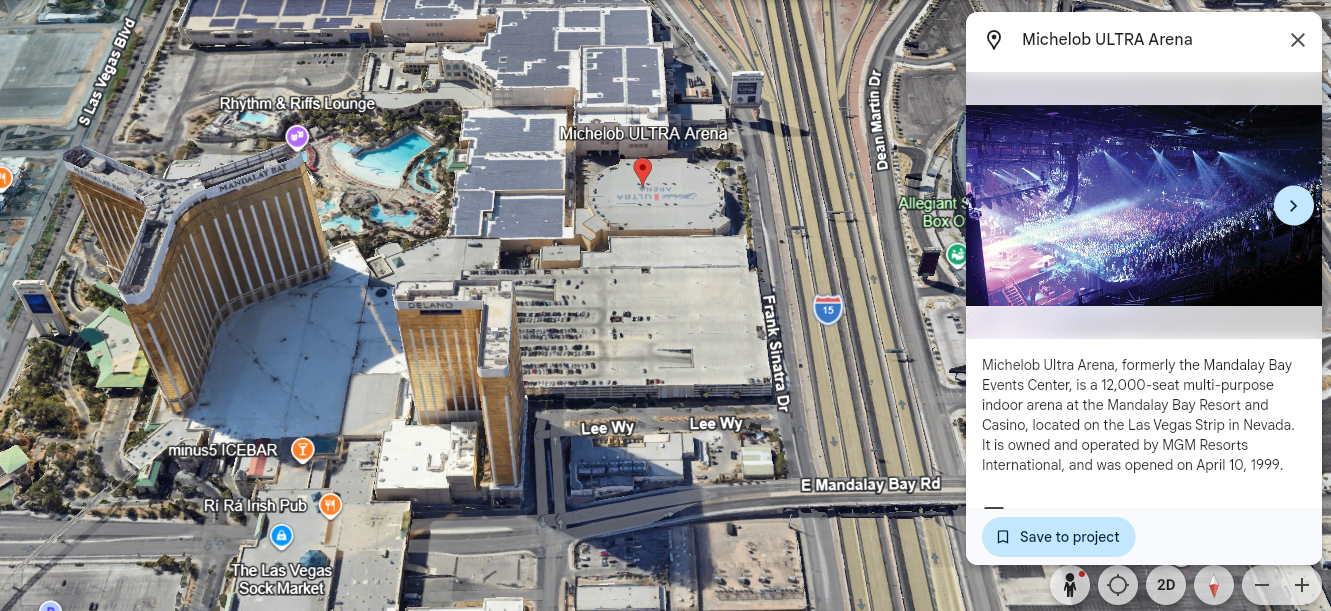 S Las Vegas Blvd
Rhythm & Riffs Lounge
MANDALAY BAY
Michelob ULTRA Arena
ULTRA
ARENA
Dean Martin Dr
Allegiant S
Box O
DELANO
15
Frank Sinatra Dr
Lee Wy
Lee Wy
minus5 ICEBAR
E Mandalay Bay Rd
Rí Rá Irish Pub
The Las Vegas
Sock Market
Michelob ULTRA Arena
Michelob Ultra Arena, formerly the Mandalay Bay
Events Center, is a 12,000-seat multi-purpose
indoor arena at the Mandalay Bay Resort and
Casino, located on the Las Vegas Strip in Nevada.
It is owned and operated by MGM Resorts
International, and was opened on April 10, 1999.
Save to project
2D